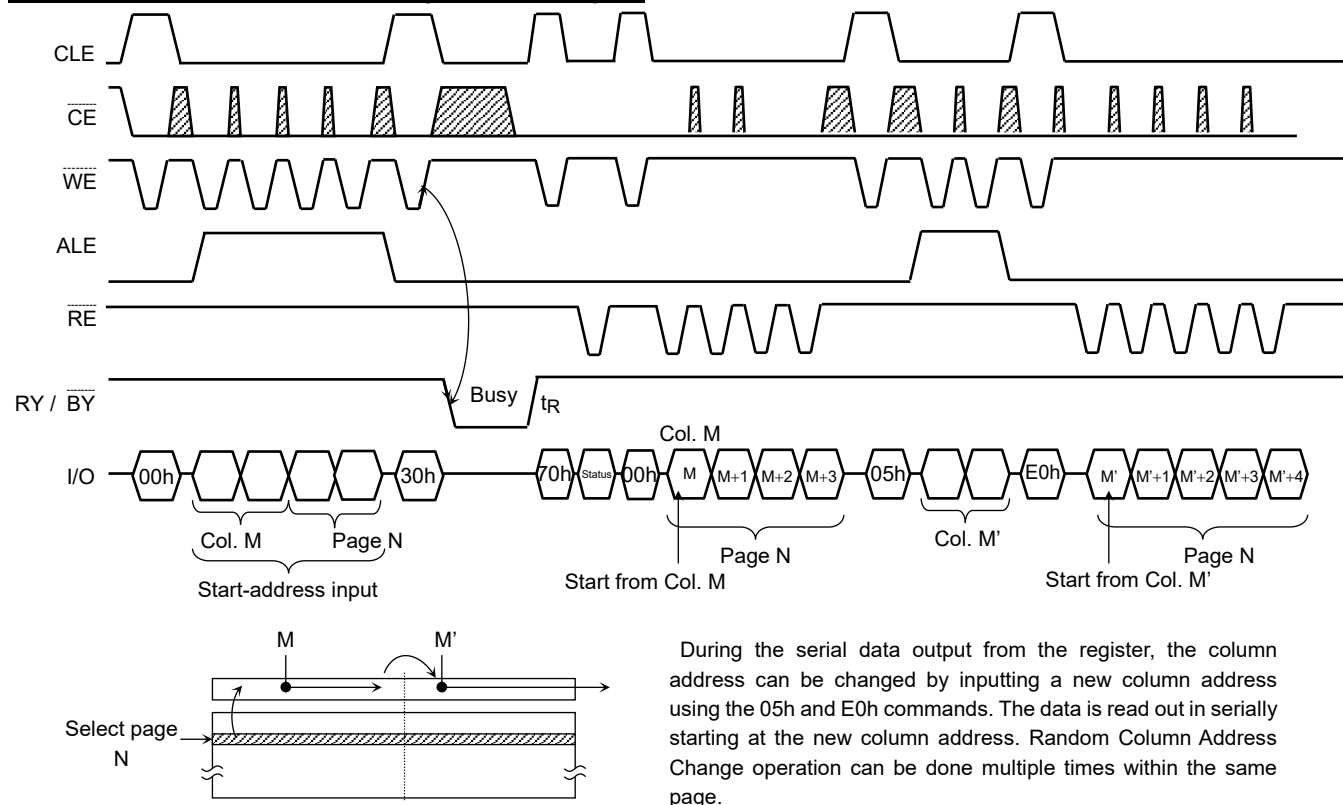 CLE
CE
WE
ALE
RE
RY / BY
Busy
tR
Col. M
I/O
00h
30h
70h
Status
00h
M
M+1
M+2
M+3
05h
E0h
M'
M'+1
M'+2
M'+3
M'+4
Col. M
Page N
Page N
Col. M'
Page N
Start-address input
Start from Col. M
Start from Col. M'
M
M'
Select page
N
During the serial data output from the register, the column
address can be changed by inputting a new column address
using the 05h and E0h commands. The data is read out in serially
starting at the new column address. Random Column Address
Change operation can be done multiple times within the same
page.